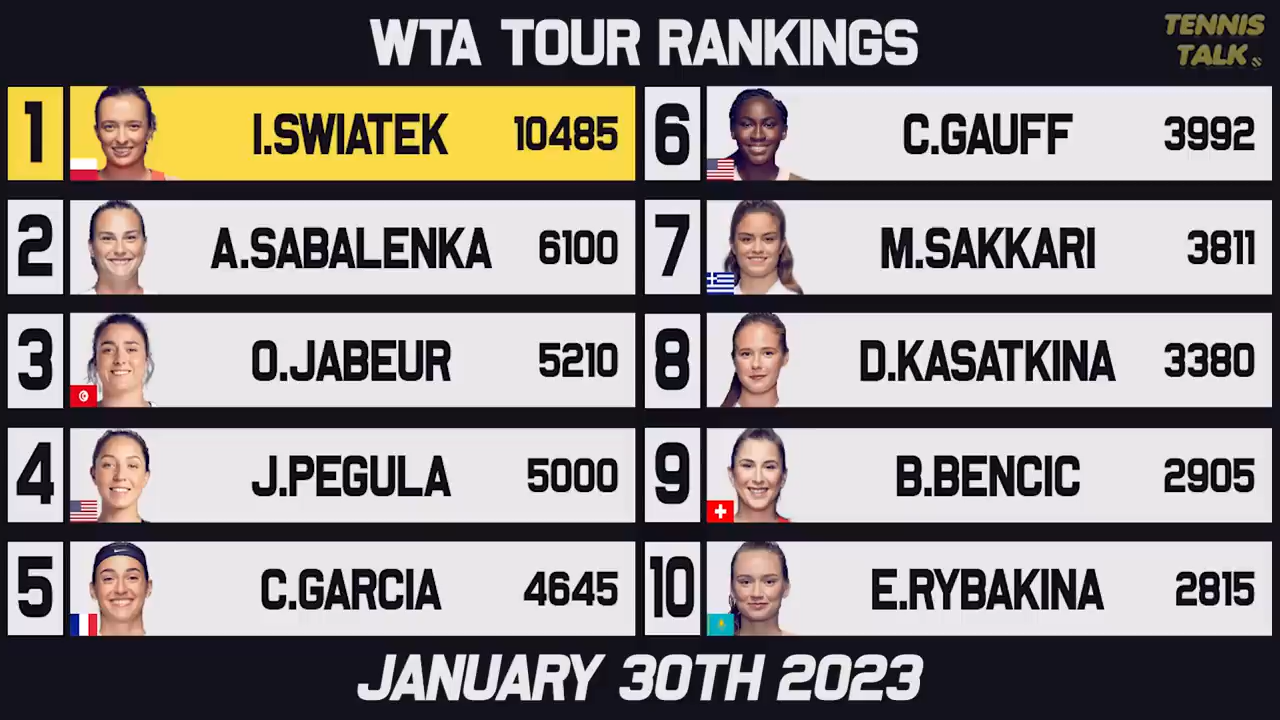 WTA TOUR RANKINGS
TENNIS
TALK.
1 I.SWIATEK 10485
2 A.SABALENKA 6100
3 O.JABEUR 5210
4 J.PEGULA 5000
5 C.GARCIA 4645
6 C.GAUFF 3992
7 M.SAKKARI 3811
8 D.KASATKINA 3380
9 B.BENCIC 2905
10 E.RYBAKINA 2815
JANUARY 30TH 2023